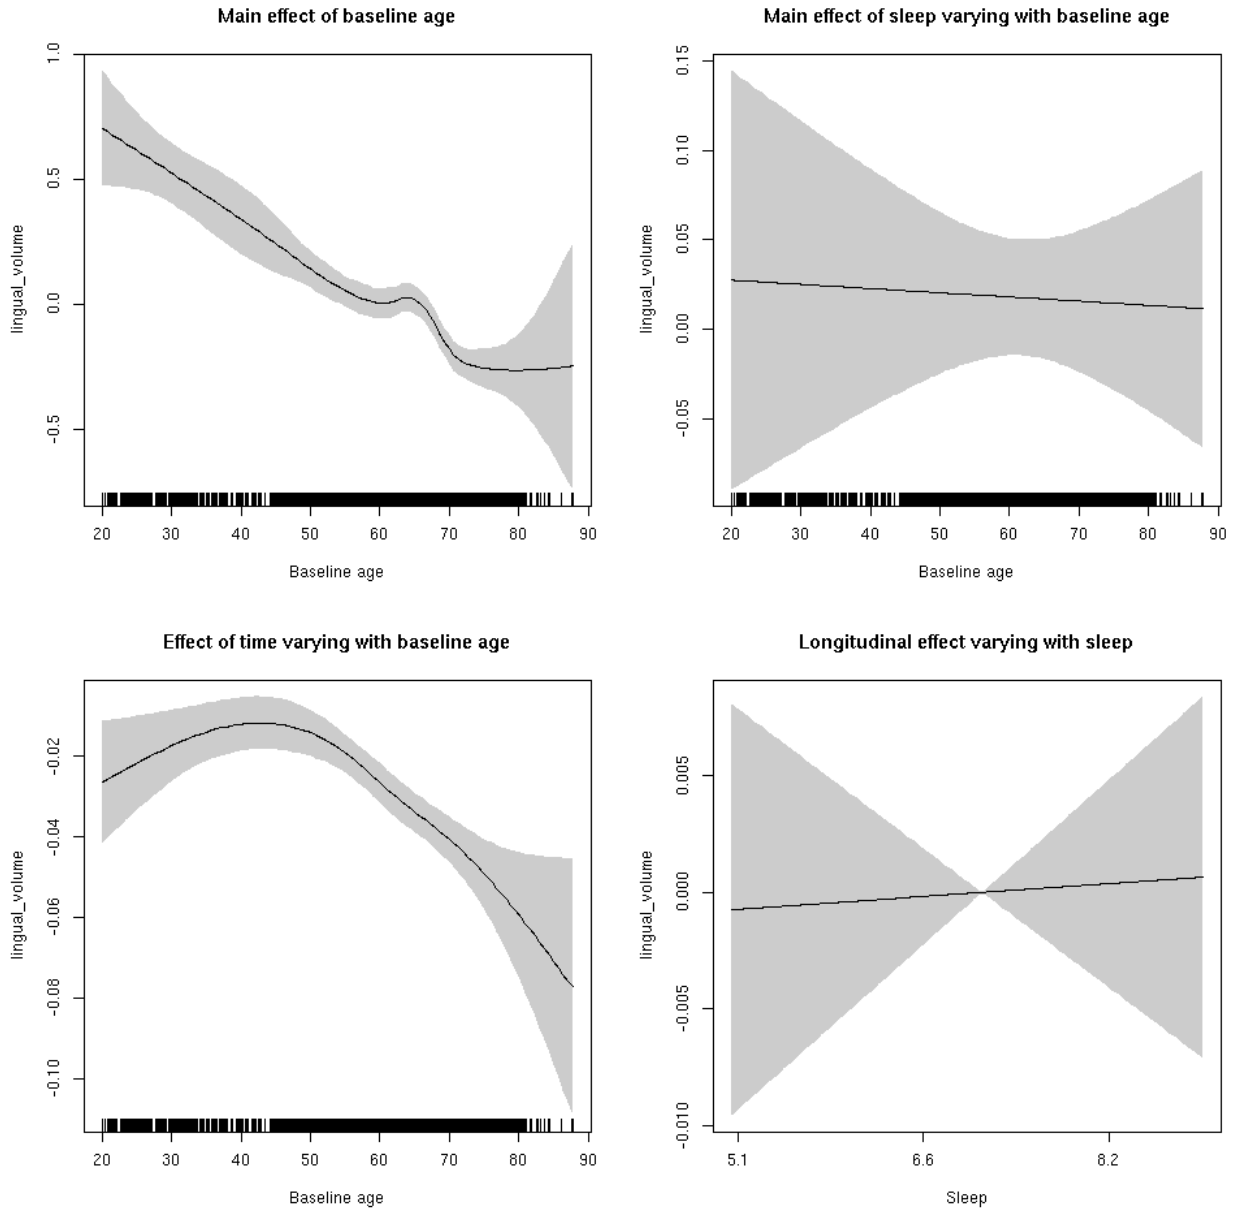 Main effect of baseline age
1.0
0.5
0.0
-0.5
lingual_volume
20 30 40 50 60 70 80 90
Baseline age
Main effect of sleep varying with baseline age
0.15
0.10
0.05
0.00
-0.05
lingual_volume
20 30 40 50 60 70 80 90
Baseline age
Effect of time varying with baseline age
-0.02
-0.04
-0.06
-0.08
-0.10
lingual_volume
20 30 40 50 60 70 80 90
Baseline age
Longitudinal effect varying with sleep
0.005
0.000
-0.005
-0.010
lingual_volume
5.1 6.6 8.2
Sleep